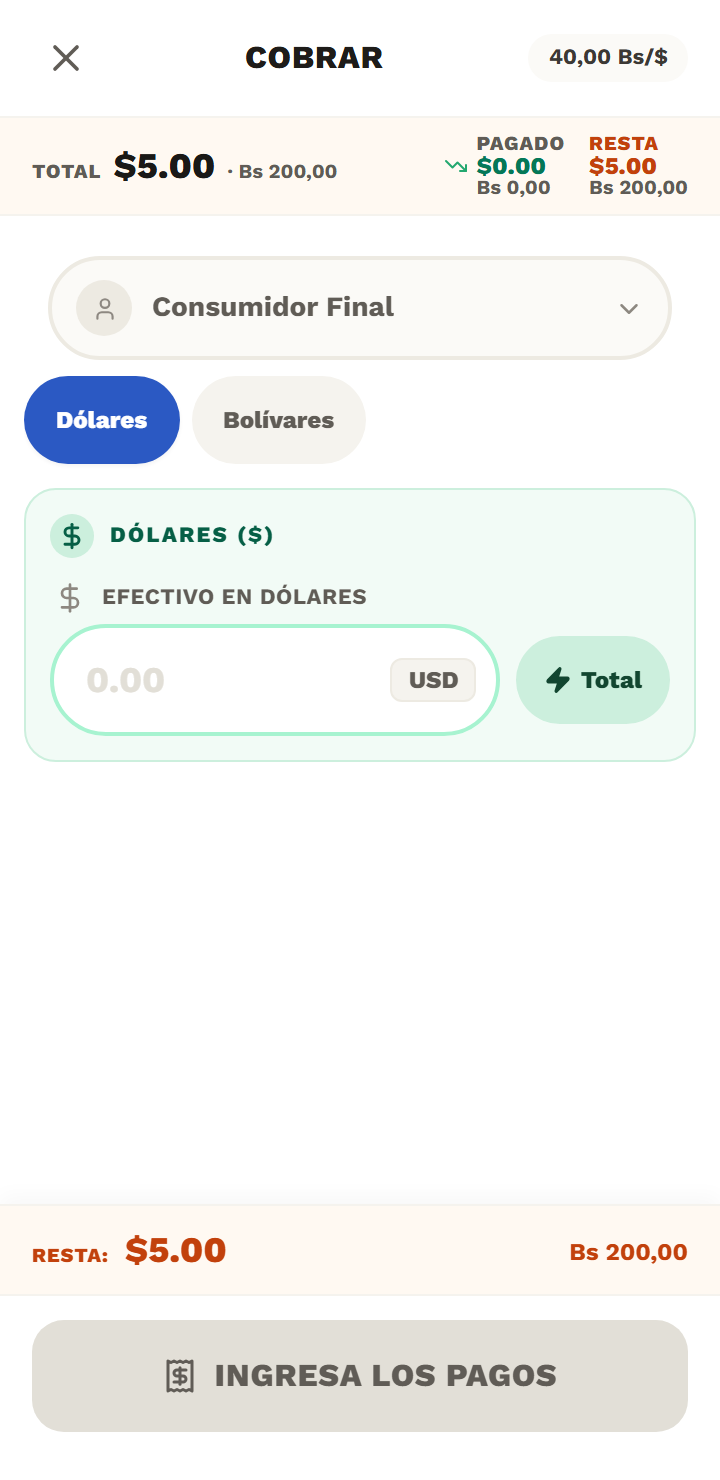 COBRAR
40,00 Bs/$
TOTAL $5.00 · Bs 200,00
PAGADO
$0.00
Bs 0,00
RESTA
$5.00
Bs 200,00
Consumidor Final
Dólares
Bolívares
$ DÓLARES ($)
$ EFECTIVO EN DÓLARES
0.00
USD
Total
RESTA: $5.00
Bs 200,00
$ INGRESA LOS PAGOS